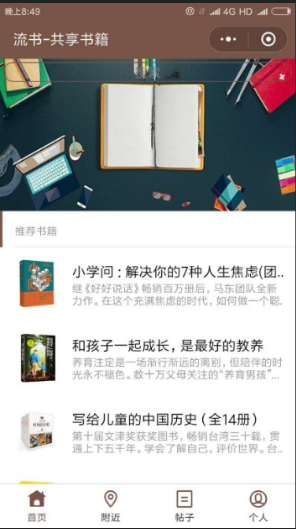 晚上8:49
4G HD
流书-共享书籍
推荐书籍
小学问：解决你的7种人生焦虑(团..
继《好好说话》畅销百万册后，马东团队全新
力作。在这个充满焦虑的时代，如何做一个聪..
和孩子一起成长，是最好的教养
养育注定是一场渐行渐远的离别，但陪伴的时
光永不褪色。数十万父母关注的“养育男孩”...
写给儿童的中国历史（全14册）
第十届文津奖获奖图书，畅销台湾三十载，贯
通上下五千年。学会了解自己，评价世界。台..
首页
附近
帖子
个人